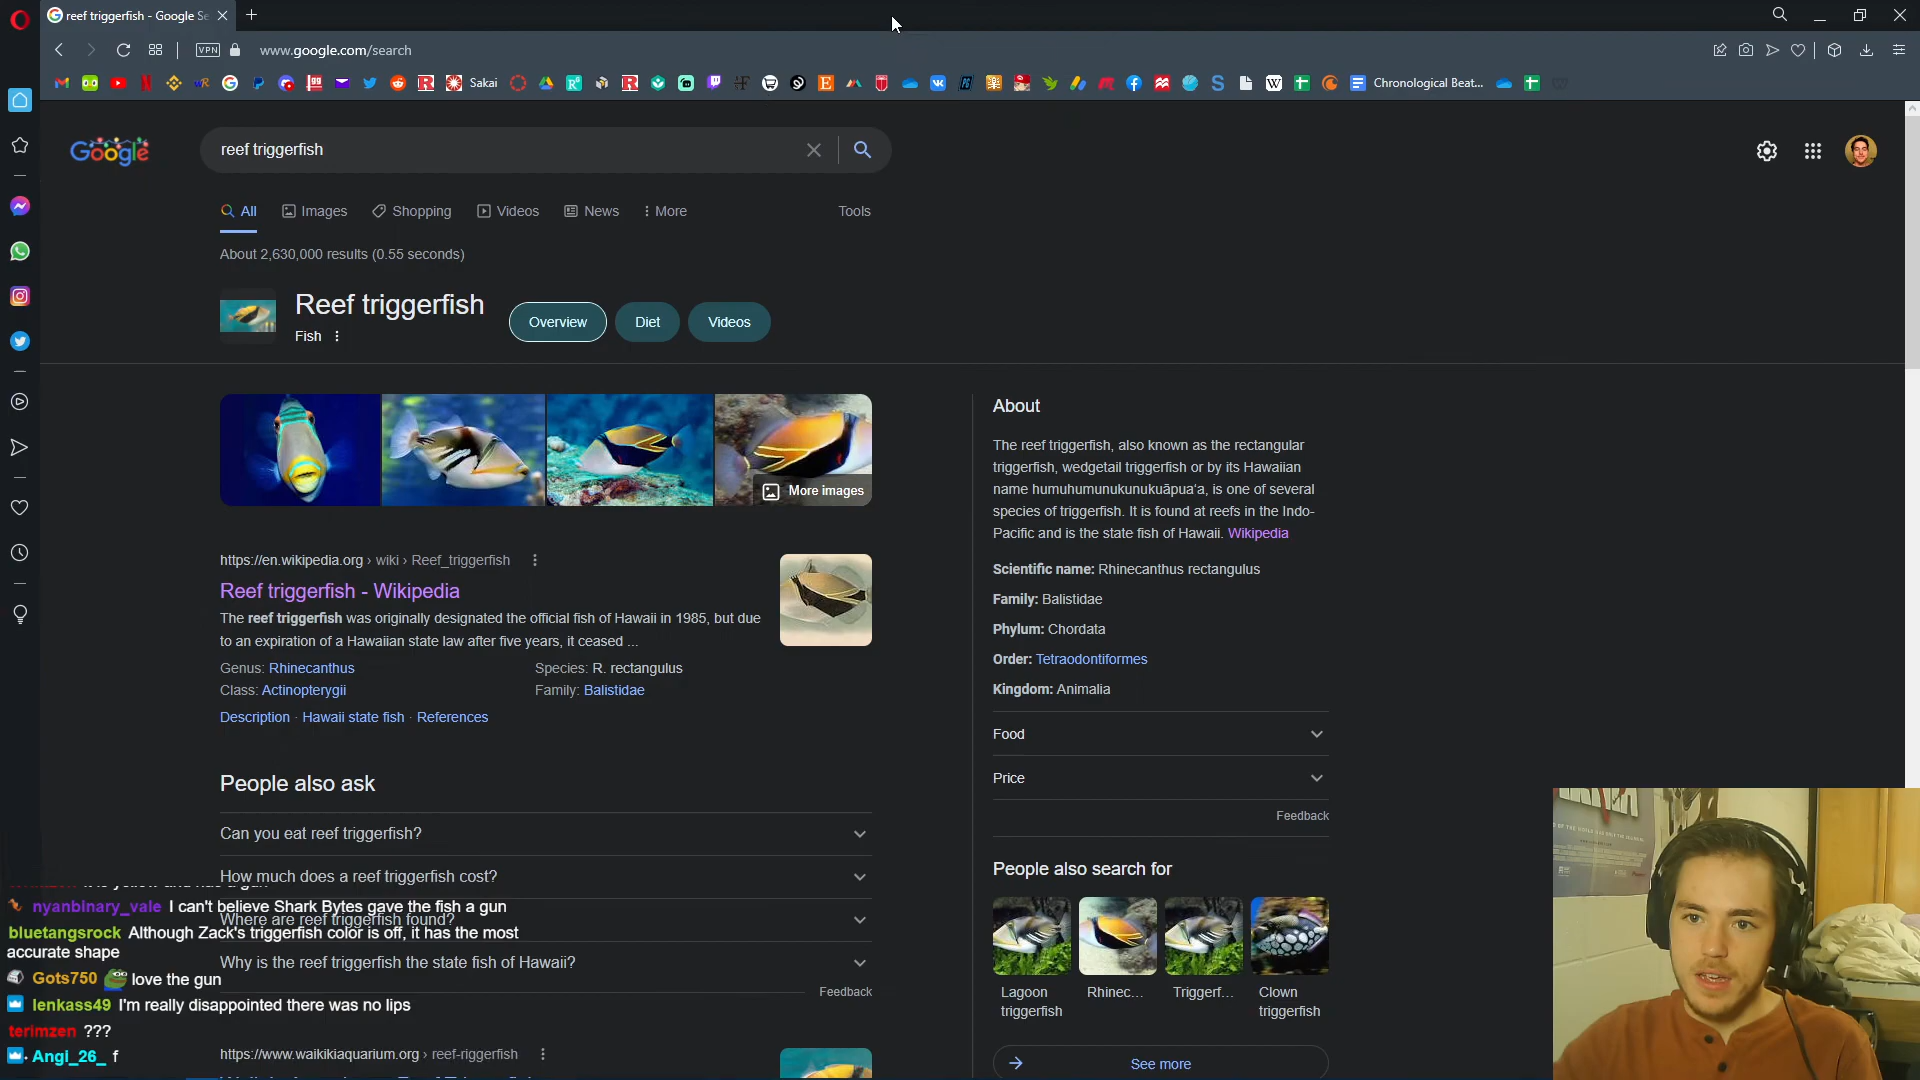 reef triggerfish - Google Se
VPN
www.google.com/search
Sakai
Chronological Beat...
Google
reef triggerfish
All
Images
Shopping
Videos
News
More
Tools
About 2,630,000 results (0.55 seconds)
Reef triggerfish
Fish
Overview
Diet
Videos
More images
https://en.wikipedia.org › wiki › Reef_triggerfish
Reef triggerfish - Wikipedia
The reef triggerfish was originally designated the official fish of Hawaii in 1985, but due
to an expiration of a Hawaiian state law after five years, it ceased ...
Genus: Rhinecanthus
Species: R. rectangulus
Class: Actinopterygii
Family: Balistidae
Description · Hawaii state fish · References
People also ask
Can you eat reef triggerfish?
How much does a reef triggerfish cost?
Where are reef triggerfish found?
Why is the reef triggerfish the state fish of Hawaii?
Feedback
https://www.waikikiaquarium.org › reef-riggerfish
About
The reef triggerfish, also known as the rectangular
triggerfish, wedgetail triggerfish or by its Hawaiian
name humuhumunukunukuāpuaʻa, is one of several
species of triggerfish. It is found at reefs in the Indo-
Pacific and is the state fish of Hawaii. Wikipedia
Scientific name: Rhinecanthus rectangulus
Family: Balistidae
Phylum: Chordata
Order: Tetraodontiformes
Kingdom: Animalia
Food
Price
Feedback
People also search for
Lagoon
triggerfish
Rhinec...
Triggerf...
Clown
triggerfish
See more
nyanbinary_vale I can't believe Shark Bytes gave the fish a gun
bluetangsrock Although Zack's triggerfish color is off, it has the most
accurate shape
Gots750 love the gun
lenkass49 I'm really disappointed there was no lips
terimzen ???
Angi_26_ f